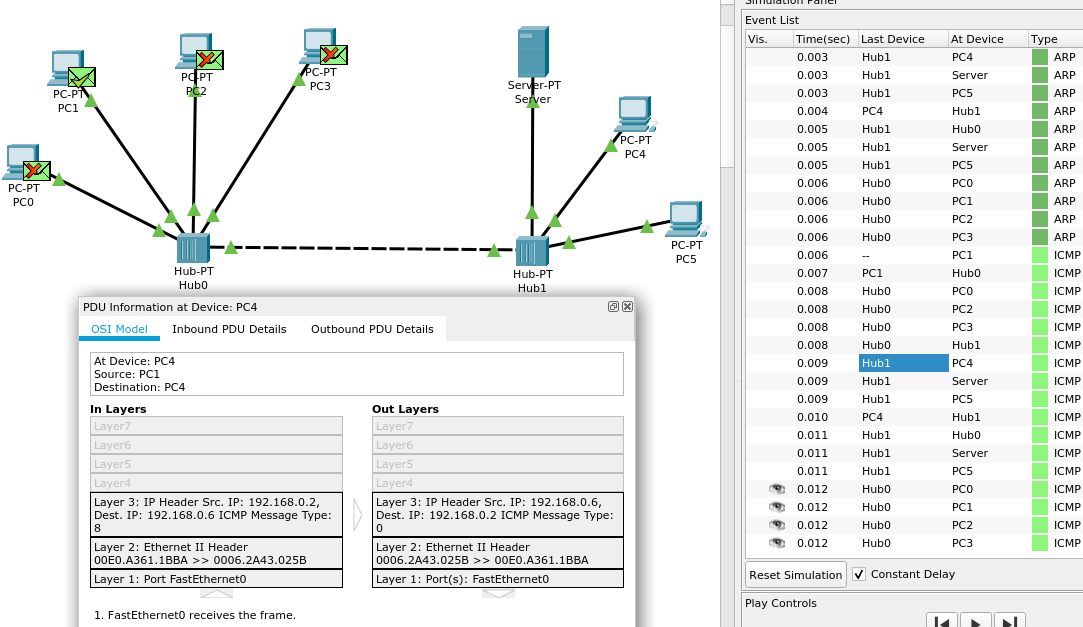 Simulation Panel
Event List
Vis. Time(sec) Last Device At Device Type
0.003 Hub1 PC4 ARP
0.003 Hub1 Server ARP
0.003 Hub1 PC5 ARP
0.004 PC4 Hub1 ARP
0.005 Hub1 Hub0 ARP
0.005 Hub1 Server ARP
0.005 Hub1 PC5 ARP
0.006 Hub0 PC0 ARP
0.006 Hub0 PC1 ARP
0.006 Hub0 PC2 ARP
0.006 Hub0 PC3 ARP
0.006 -- PC1 ICMP
0.007 PC1 Hub0 ICMP
0.008 Hub0 PC0 ICMP
0.008 Hub0 PC2 ICMP
0.008 Hub0 PC3 ICMP
0.008 Hub0 Hub1 ICMP
0.009 Hub1 PC4 ICMP
0.009 Hub1 Server ICMP
0.009 Hub1 PC5 ICMP
0.010 PC4 Hub1 ICMP
0.011 Hub1 Hub0 ICMP
0.011 Hub1 Server ICMP
0.011 Hub1 PC5 ICMP
0.012 Hub0 PC0 ICMP
0.012 Hub0 PC1 ICMP
0.012 Hub0 PC2 ICMP
0.012 Hub0 PC3 ICMP
Reset Simulation Constant Delay
Play Controls
PC-PT
PC1
PC-PT
PC2
PC-PT
PC3
Server-PT
Server
PC-PT
PC4
PC-PT
PC0
PC-PT
PC5
Hub-PT
Hub0
Hub-PT
Hub1
PDU Information at Device: PC4
OSI Model Inbound PDU Details Outbound PDU Details
At Device: PC4
Source: PC1
Destination: PC4
In Layers
Layer7
Layer6
Layer5
Layer4
Layer 3: IP Header Src. IP: 192.168.0.2,
Dest. IP: 192.168.0.6 ICMP Message Type:
8
Layer 2: Ethernet II Header
00E0.A361.1BBA >> 0006.2A43.025B
Layer 1: Port FastEthernet0
Out Layers
Layer7
Layer6
Layer5
Layer4
Layer 3: IP Header Src. IP: 192.168.0.6,
Dest. IP: 192.168.0.2 ICMP Message Type:
0
Layer 2: Ethernet II Header
0006.2A43.025B >> 00E0.A361.1BBA
Layer 1: Port(s): FastEthernet0
1. FastEthernet0 receives the frame.